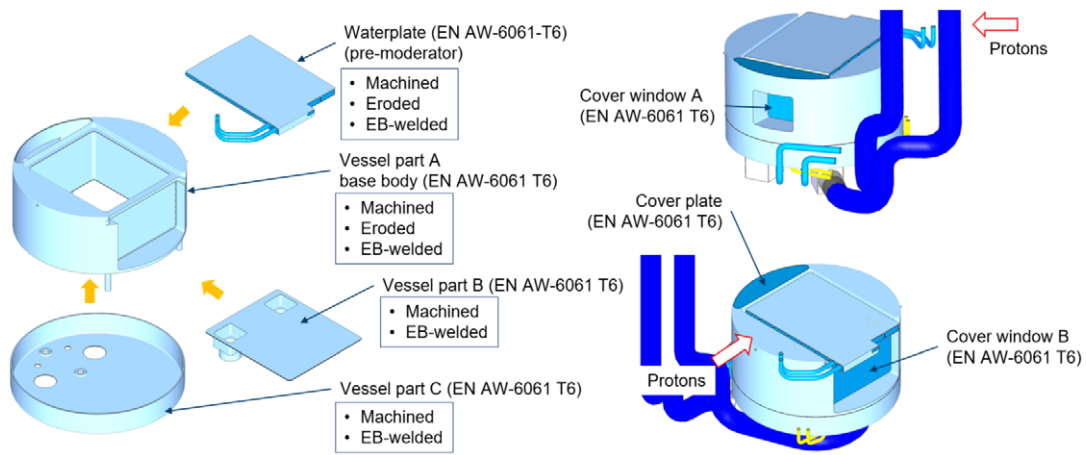 Waterplate (EN AW-6061-T6)
(pre-moderator)
• Machined
• Eroded
• EB-welded
Vessel part A
base body (EN AW-6061 T6)
• Machined
• Eroded
• EB-welded
Vessel part B (EN AW-6061 T6)
• Machined
• EB-welded
Vessel part C (EN AW-6061 T6)
• Machined
• EB-welded
Protons
Cover window A
(EN AW-6061 T6)
Cover plate
(EN AW-6061 T6)
Cover window B
(EN AW-6061 T6)
Protons